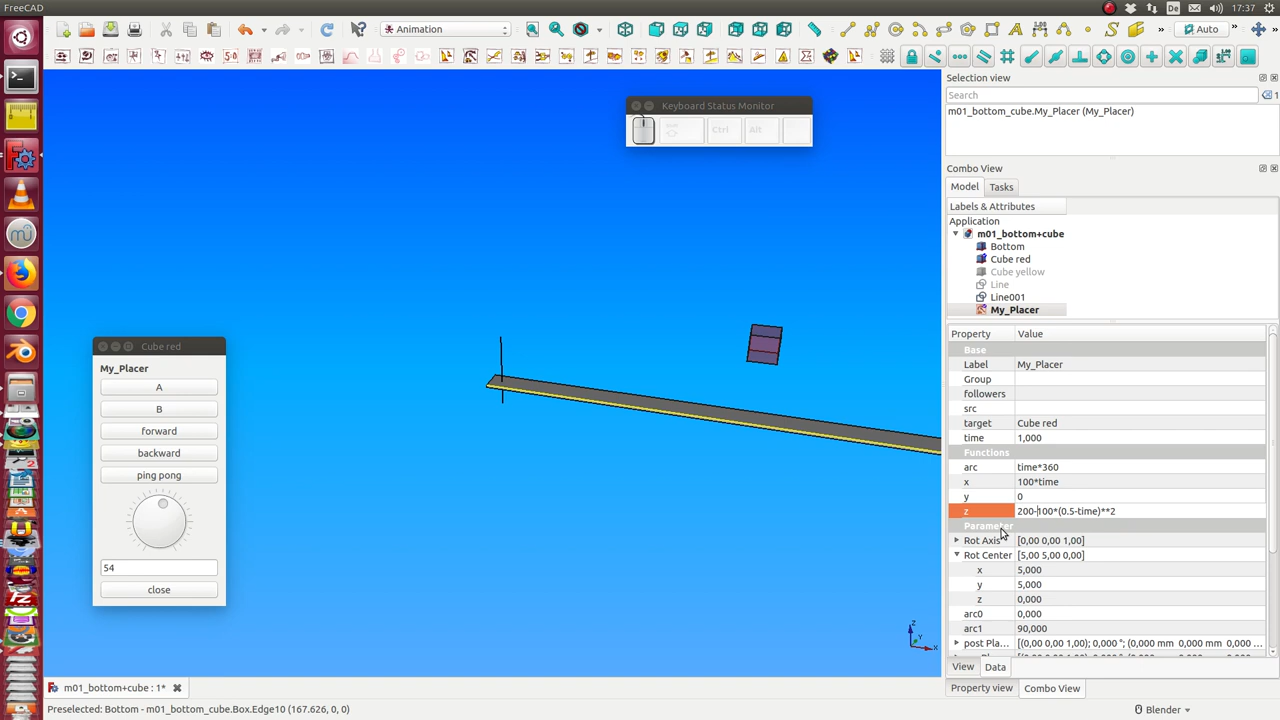 FreeCAD
De
17:37
Animation
Auto
Keyboard Status Monitor
Ctrl
Alt
Selection view
Search
1
m01_bottom_cube.My_Placer (My_Placer)
Combo View
Model
Tasks
Labels & Attributes
Application
m01_bottom+cube
Bottom
Cube red
Cube yellow
Line
Line001
My_Placer
Property
Value
Base
Label
My_Placer
Group
followers
src
target
Cube red
time
1,000
Functions
arc
time*360
x
100*time
y
0
z
200-100*(0.5-time)**2
Parameter
Rot Axis
[0,00 0,00 1,00]
Rot Center
[5,00 5,00 0,00]
x
5,000
y
5,000
z
0,000
arc0
0,000
arc1
90,000
post Pla...
[(0,00 0,00 1,00); 0,000 °; (0,000 mm 0,000 mm 0,000 ...
View
Data
Property view
Combo View
Cube red
My_Placer
A
B
forward
backward
ping pong
54
close
m01_bottom+cube : 1*
Preselected: Bottom - m01_bottom_cube.Box.Edge10 (167.626, 0, 0)
Blender